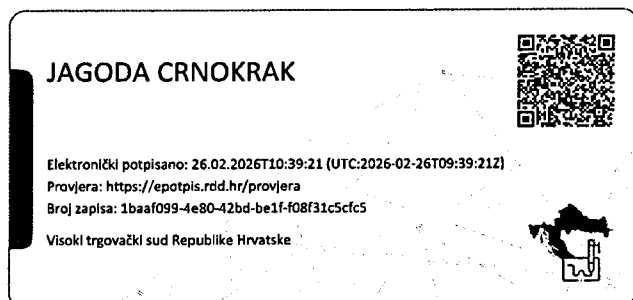 JAGODA CRNOKRAK
Elektronički potpisano: 26.02.2026T10:39:21 (UTC:2026-02-26T09:39:21Z)
Provjera: https://epotpis.rdd.hr/provjera
Broj zapisa: 1baaf099-4e80-42bd-be1f-f08f31c5cfc5
Visoki trgovački sud Republike Hrvatske